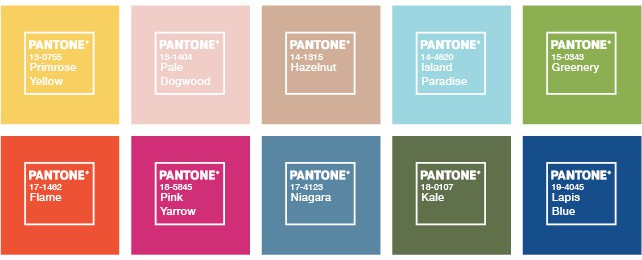 PANTONE®
13-0755
Primrose
Yellow
PANTONE®
13-1404
Pale
Dogwood
PANTONE®
14-1315
Hazelnut
PANTONE®
14-4620
Island
Paradise
PANTONE®
15-0343
Greenery
PANTONE®
17-1462
Flame
PANTONE®
18-5845
Pink
Yarrow
PANTONE®
17-4123
Niagara
PANTONE®
18-0107
Kale
PANTONE®
19-4045
Lapis
Blue